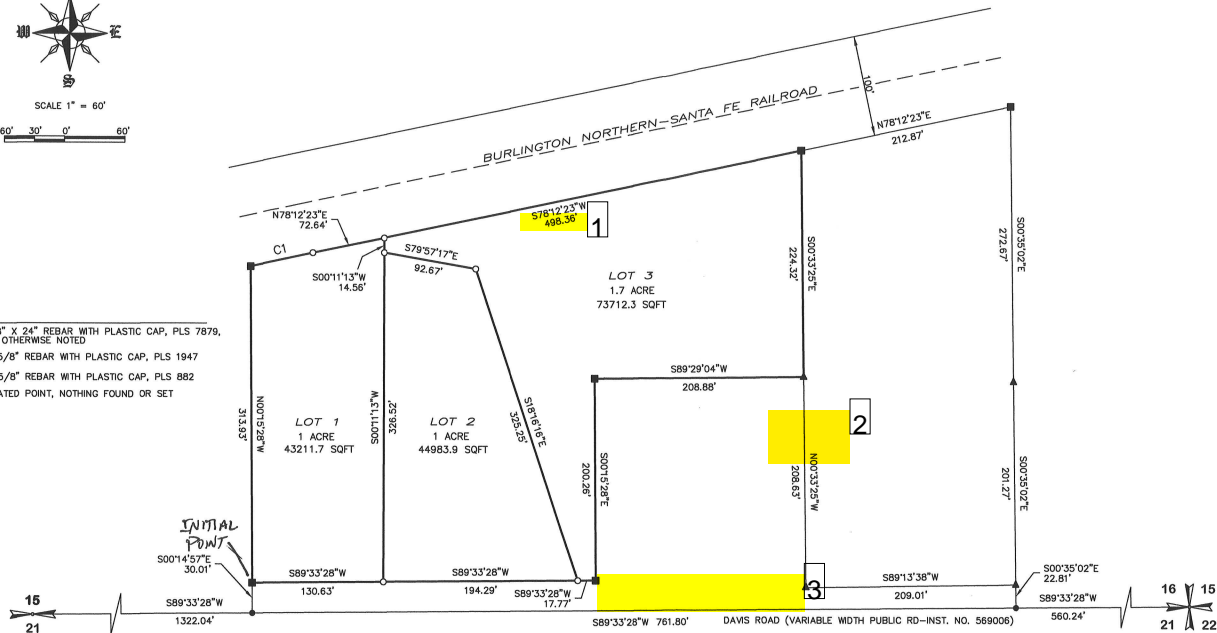 W E
S
SCALE 1" = 60'
60' 30' 0' 60'
BURLINGTON NORTHERN-SANTA FE RAILROAD
100'
N78°12'23"E
212.87'
S78°12'23"W
498.36'
1
N78°12'23"E
72.64'
C1
S00°11'13"W
14.56'
S79°57'17"E
92.67'
LOT 3
1.7 ACRE
73712.3 SQFT
S00°33'25"E
224.32'
S00°35'02"E
272.67'
" X 24" REBAR WITH PLASTIC CAP, PLS 7879,
OTHERWISE NOTED
5/8" REBAR WITH PLASTIC CAP, PLS 1947
5/8" REBAR WITH PLASTIC CAP, PLS 882
ATED POINT, NOTHING FOUND OR SET
S89°29'04"W
208.88'
N00°15'28"W
313.93'
LOT 1
1 ACRE
43211.7 SQFT
S00°11'13"W
326.52'
LOT 2
1 ACRE
44983.9 SQFT
S18°16'16"E
325.25'
S00°15'28"E
200.26'
2
N00°33'25"W
208.63'
S00°35'02"E
201.27'
INITIAL
POINT
S00°14'57"E
30.01'
S89°33'28"W
130.63'
S89°33'28"W
194.29'
S89°33'28"W
17.77'
3
S89°13'38"W
209.01'
S00°35'02"E
22.81'
15
21
S89°33'28"W
1322.04'
S89°33'28"W 761.80'
DAVIS ROAD (VARIABLE WIDTH PUBLIC RD-INST. NO. 569006)
S89°33'28"W
560.24'
16 15
21 22